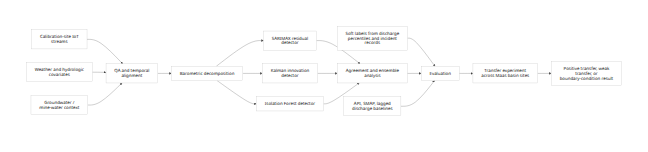 Calibration-site IoT
streams
Weather and hydrologic
covariates
Groundwater /
mine-water context
QA and temporal
alignment
Barometric decomposition
SARIMAX residual
detector
Kalman innovation
detector
Isolation Forest detector
Soft labels from discharge
percentiles and incident
records
Agreement and ensemble
analysis
API, SMAP, lagged
discharge baselines
Evaluation
Transfer experiment
across Maas basin sites
Positive transfer, weak
transfer, or
boundary-condition result